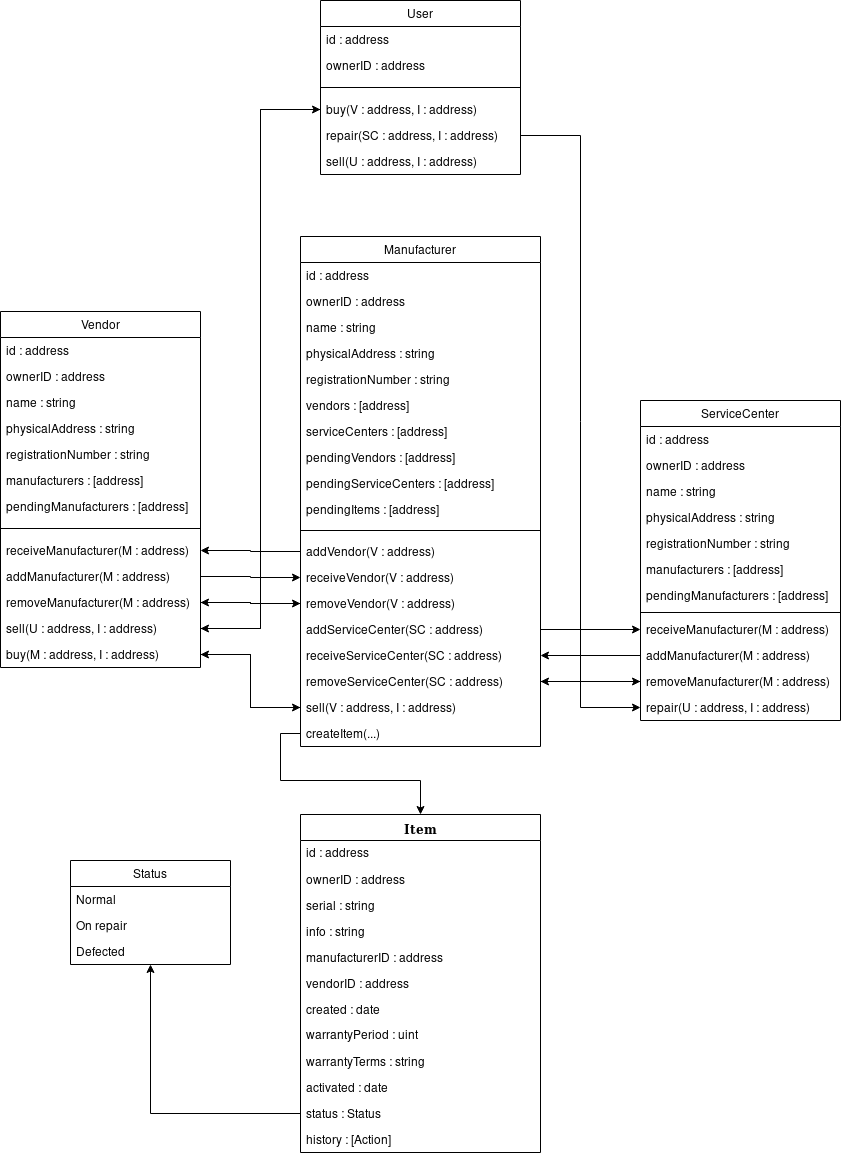 User
id : address
ownerID : address
buy(V : address, I : address)
repair(SC : address, I : address)
sell(U : address, I : address)
Manufacturer
id : address
ownerID : address
name : string
physicalAddress : string
registrationNumber : string
vendors : [address]
serviceCenters : [address]
pendingVendors : [address]
pendingServiceCenters : [address]
pendingItems : [address]
addVendor(V : address)
receiveVendor(V : address)
removeVendor(V : address)
addServiceCenter(SC : address)
receiveServiceCenter(SC : address)
removeServiceCenter(SC : address)
sell(V : address, I : address)
createItem(...)
Vendor
id : address
ownerID : address
name : string
physicalAddress : string
registrationNumber : string
manufacturers : [address]
pendingManufacturers : [address]
receiveManufacturer(M : address)
addManufacturer(M : address)
removeManufacturer(M : address)
sell(U : address, I : address)
buy(M : address, I : address)
ServiceCenter
id : address
ownerID : address
name : string
physicalAddress : string
registrationNumber : string
manufacturers : [address]
pendingManufacturers : [address]
receiveManufacturer(M : address)
addManufacturer(M : address)
removeManufacturer(M : address)
repair(U : address, I : address)
Item
id : address
ownerID : address
serial : string
info : string
manufacturerID : address
vendorID : address
created : date
warrantyPeriod : uint
warrantyTerms : string
activated : date
status : Status
history : [Action]
Status
Normal
On repair
Defected